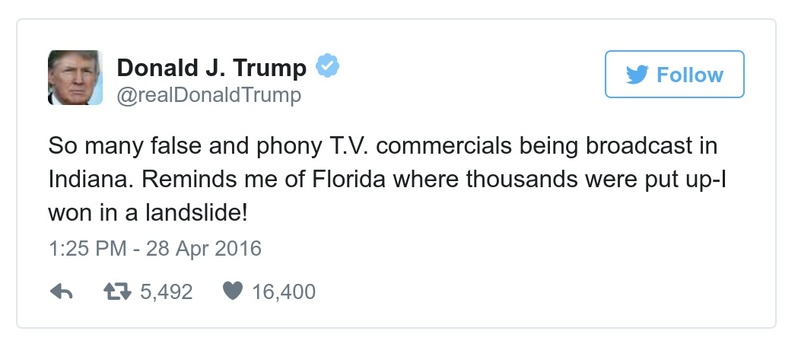 Donald J. Trump
@realDonaldTrump
Follow
So many false and phony T.V. commercials being broadcast in
Indiana. Reminds me of Florida where thousands were put up-I
won in a landslide!
1:25 PM - 28 Apr 2016
5,492 16,400